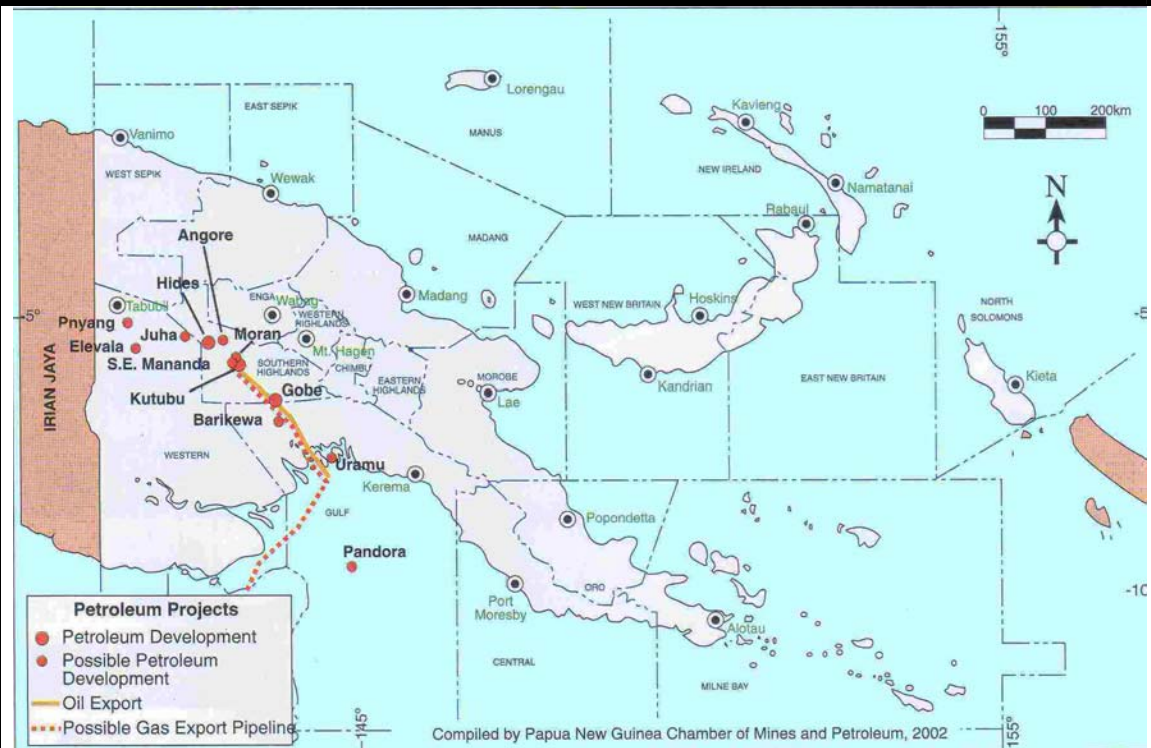 155°
Lorengau
Kavieng
0 100 200km
EAST SEPIK
MANUS
Vanimo
WEST SEPIK
NEW IRELAND
Wewak
Namatanai
N
Rabaul
Angore
MADANG
Hides
ENGA
Wabag
Madang
WEST NEW BRITAIN
Hoskins
NORTH
SOLOMONS
Tabubil
WESTERN
HIGHLANDS
-5°
-5
Pnyang
Juha
Moran
Mt. Hagen
Elevala
S.E. Mananda
SOUTHERN
HIGHLANDS
CHIMBU
EASTERN
HIGHLANDS
MOROBE
Kandrian
EAST NEW BRITAIN
Kieta
IRIAN JAYA
Kutubu
Gobe
Lae
Barikewa
WESTERN
Uramu
Kerema
GULF
Popondetta
Pandora
ORO
Port
Moresby
-10
Alotau
CENTRAL
MILNE BAY
Petroleum Projects
Petroleum Development
Possible Petroleum
Development
Oil Export
Possible Gas Export Pipeline
145°
155°
Compiled by Papua New Guinea Chamber of Mines and Petroleum, 2002